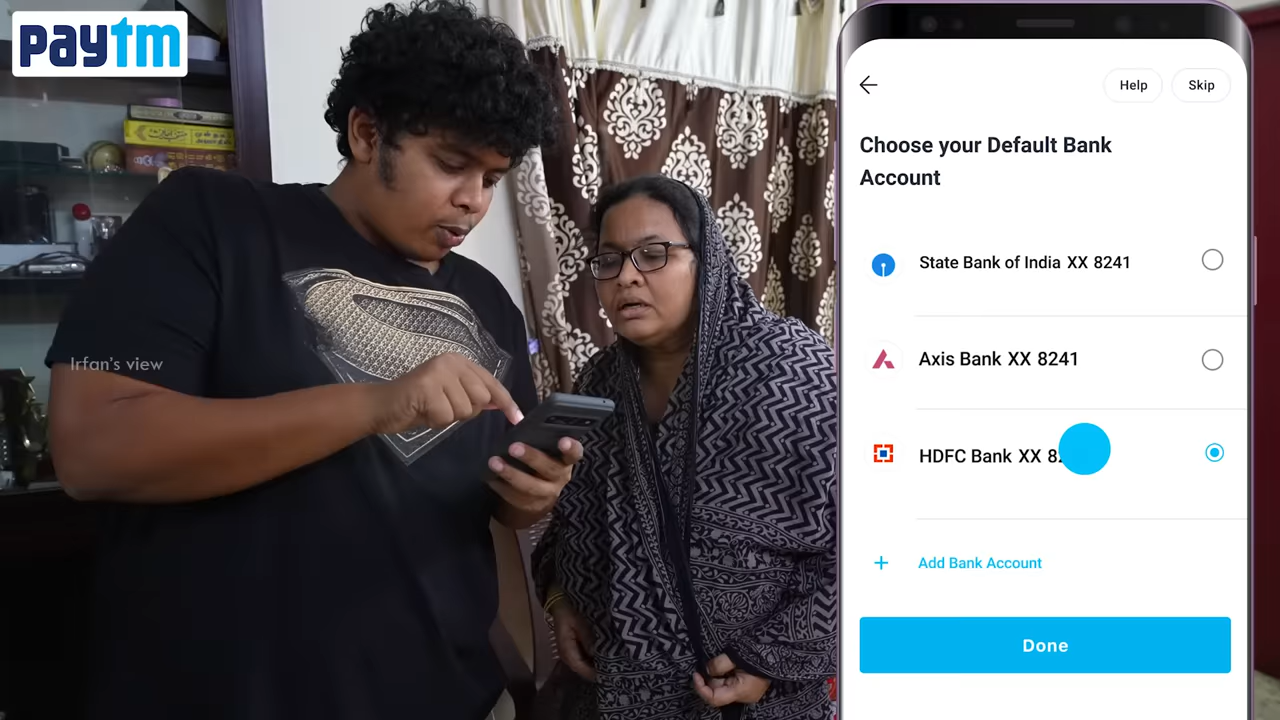 paytm
Irfan's view
Help
Skip
Choose your Default Bank
Account
State Bank of India XX 8241
Axis Bank XX 8241
HDFC Bank XX 82
+ Add Bank Account
Done